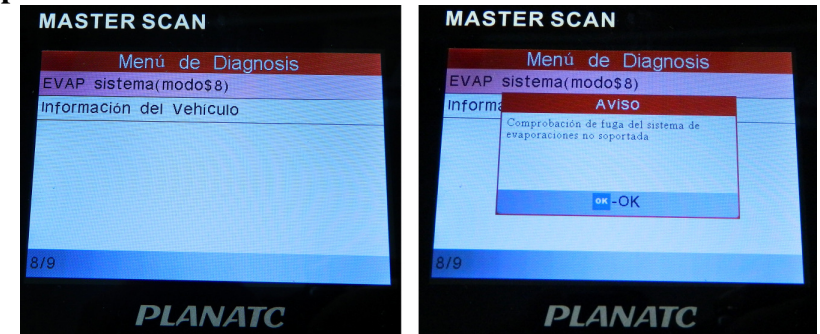 MASTER SCAN
Menú de Diagnosis
EVAP sistema(modo$8)
Información del Vehículo
8/9
PLANATC
MASTER SCAN
Menú de Diagnosis
EVAP sistema(modo$8)
Informa
Aviso
Comprobación de fuga del sistema de
evaporaciones no soportada
OK-OK
8/9
PLANATC